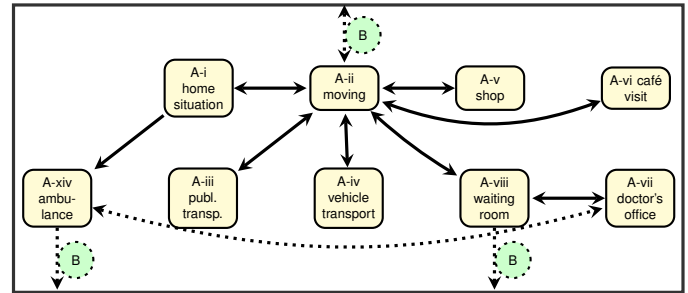 B
A-i
home
situation
A-ii
moving
A-v
shop
A-vi café
visit
A-xiv
ambu-
lance
A-iii
publ.
transp.
A-iv
vehicle
transport
A-viii
waiting
room
A-vii
doctor's
office
B
B